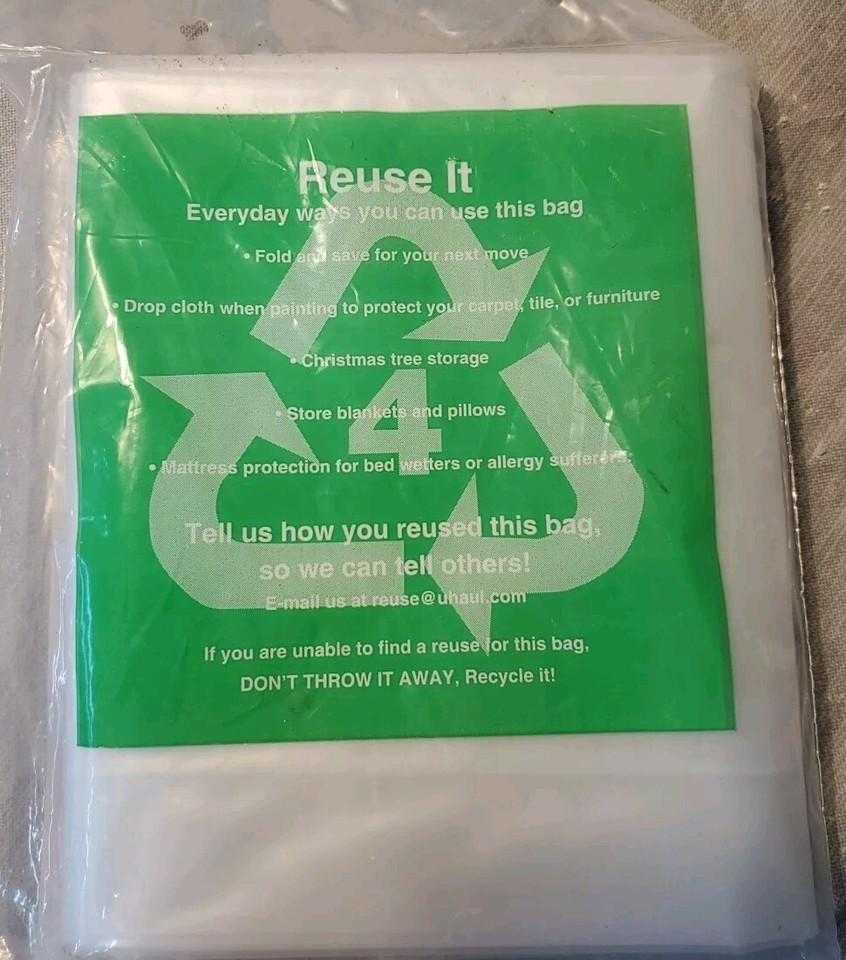 Reuse It
Everyday ways you can use this bag
• Fold and save for your next move
• Drop cloth when painting to protect your carpet, tile, or furniture
• Christmas tree storage
4
• Store blankets and pillows
• Mattress protection for bed wetters or allergy sufferers.
Tell us how you reused this bag,
so we can tell others!
E-mail us at reuse@uhaul.com
If you are unable to find a reuse for this bag,
DON'T THROW IT AWAY, Recycle it!